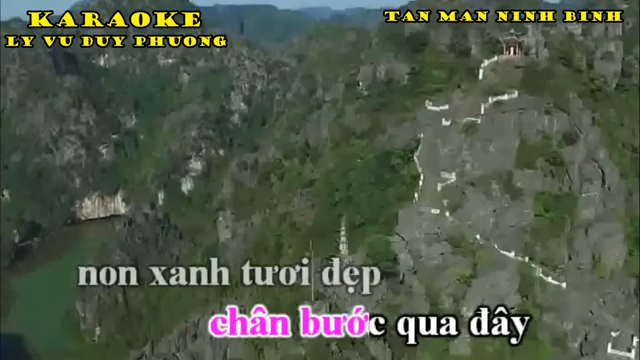 KARAOKE
LY VU DUY PHUONG
TAN MAN NINH BINH
non xanh tươi đẹp
chân bước qua đây